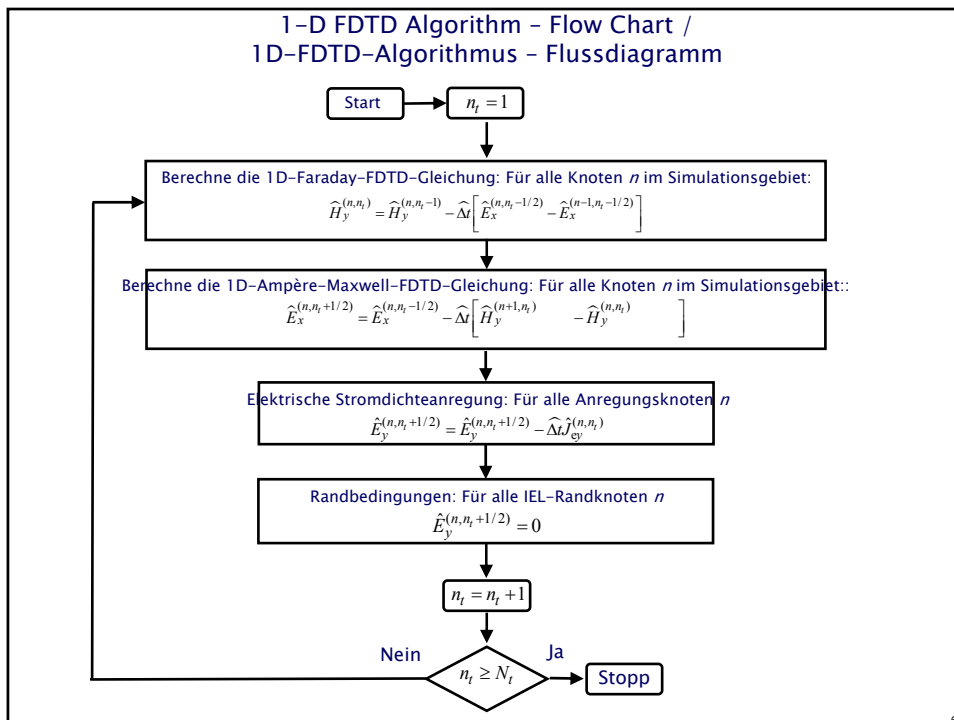 1-D FDTD Algorithm – Flow Chart /
1D-FDTD-Algorithmus – Flussdiagramm
Start
n_t = 1
Berechne die 1D-Faraday-FDTD-Gleichung: Für alle Knoten n im Simulationsgebiet:
Ĥ_y^{(n,n_t)} = Ĥ_y^{(n,n_t−1)} − Δ̂t[Ê_x^{(n,n_t−1/2)} − Ê_x^{(n−1,n_t−1/2)}]
Berechne die 1D-Ampère-Maxwell-FDTD-Gleichung: Für alle Knoten n im Simulationsgebiet::
Ê_x^{(n,n_t+1/2)} = Ê_x^{(n,n_t−1/2)} − Δ̂t[Ĥ_y^{(n+1,n_t)} − Ĥ_y^{(n,n_t)}]
Elektrische Stromdichteanregung: Für alle Anregungsknoten n
Ê_y^{(n,n_t+1/2)} = Ê_y^{(n,n_t+1/2)} − Δ̂tĴ_{ey}^{(n,n_t)}
Randbedingungen: Für alle IEL-Randknoten n
Ê_y^{(n,n_t+1/2)} = 0
n_t = n_t + 1
Nein
Ja
n_t ≥ N_t
Stopp